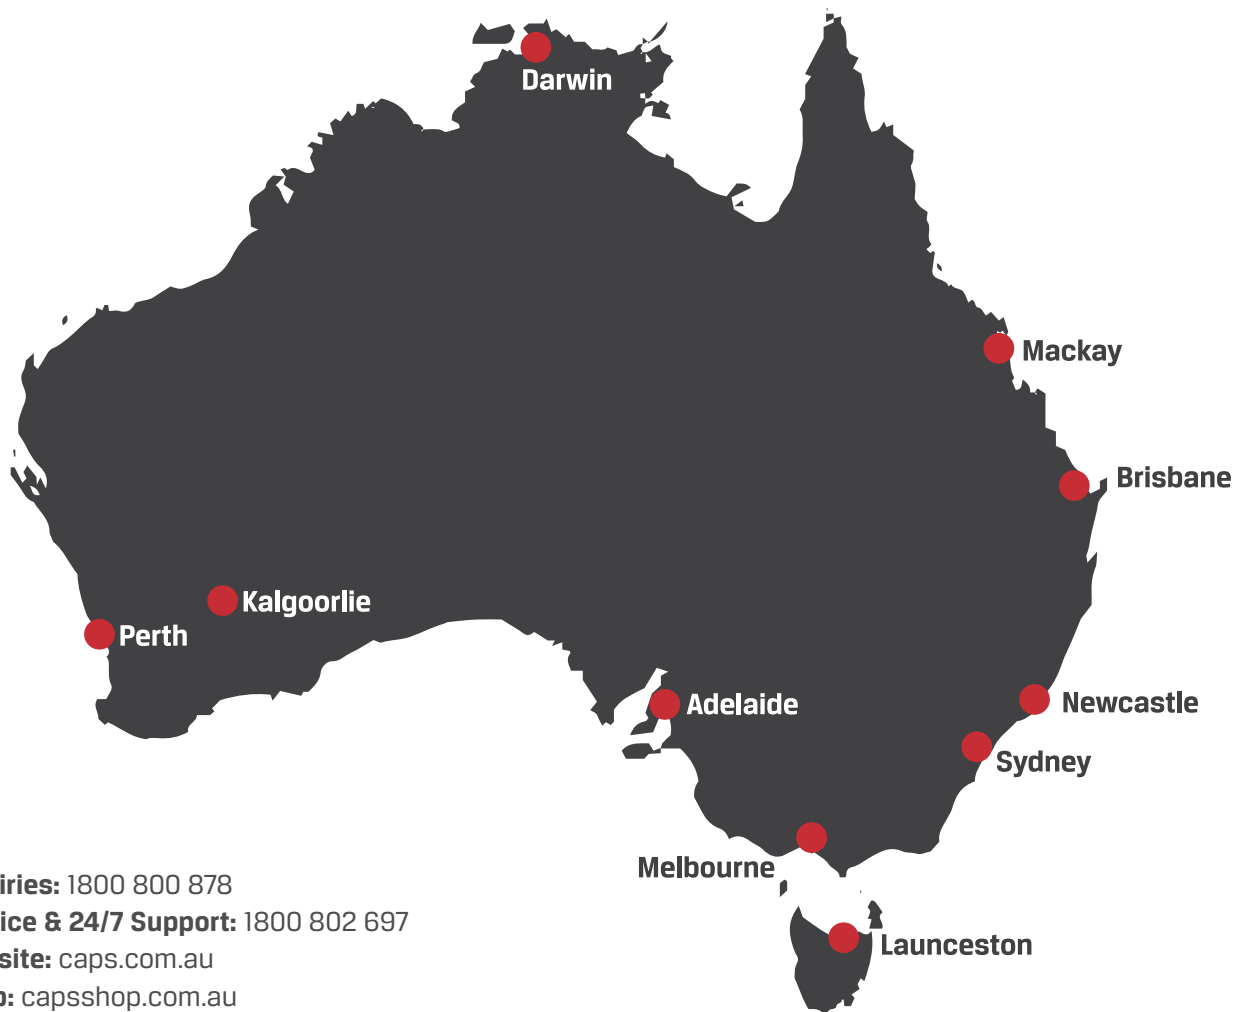 Darwin
Mackay
Brisbane
Kalgoorlie
Perth
Adelaide
Newcastle
Sydney
Melbourne
Launceston
iries: 1800 800 878
ice & 24/7 Support: 1800 802 697
site: caps.com.au
p: capsshop.com.au